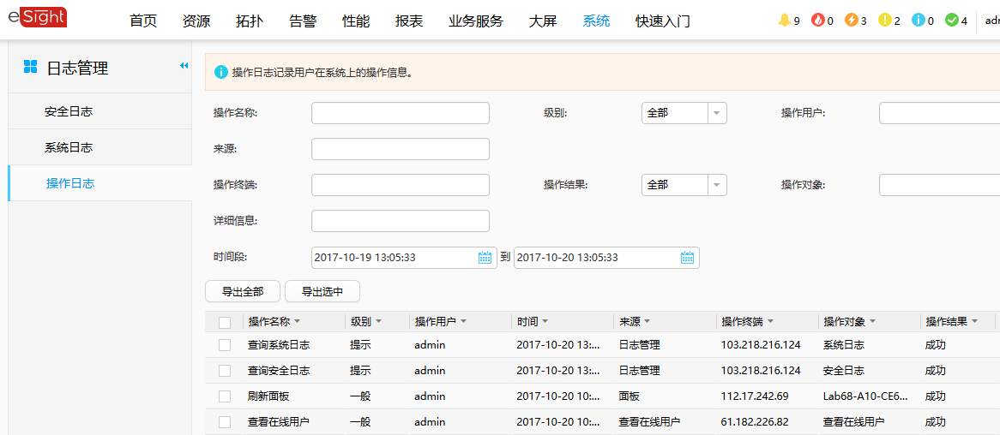 eSight 首页 资源 拓扑 告警 性能 报表 业务服务 大屏 系统 快速入门 9 0 3 2 0 4
日志管理
安全日志
系统日志
操作日志
操作日志记录用户在系统上的操作信息。
操作名称: 级别: 全部 操作用户:
来源:
操作终端: 操作结果: 全部 操作对象:
详细信息:
时间段: 2017-10-19 13:05:33 到 2017-10-20 13:05:33
导出全部 导出选中
操作名称 级别 操作用户 时间 来源 操作终端 操作对象 操作结果
查询系统日志 提示 admin 2017-10-20 13:... 日志管理 103.218.216.124 系统日志 成功
查询安全日志 提示 admin 2017-10-20 13:... 日志管理 103.218.216.124 安全日志 成功
刷新面板 一般 admin 2017-10-20 10:... 面板 112.17.242.69 Lab68-A10-CE6... 成功
查看在线用户 一般 admin 2017-10-20 10:... 查看在线用户 61.182.226.82 查看在线用户 成功